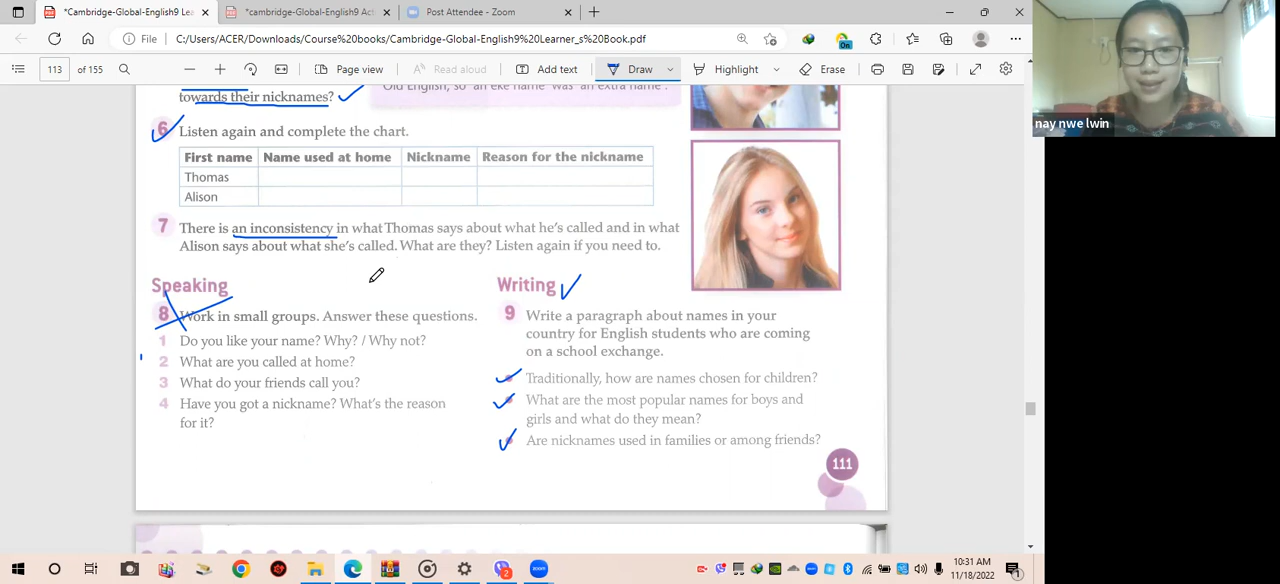 *Cambridge-Global-English9 Lea
*cambridge-Global-English9 Act
Post Attendee - Zoom
File
C:/Users/ACER/Downloads/Course%20books/Cambridge-Global-English9%20Learner_s%20Book.pdf
On
113 of 155
Page view
Read aloud
Add text
Draw
Highlight
Erase
nay nwe lwin
towards their nicknames?
Old English, so 'an eke name' was 'an extra name'.
6 Listen again and complete the chart.
First name Name used at home Nickname Reason for the nickname
Thomas
Alison
7 There is an inconsistency in what Thomas says about what he's called and in what
Alison says about what she's called. What are they? Listen again if you need to.
Speaking
8 Work in small groups. Answer these questions.
1 Do you like your name? Why? / Why not?
2 What are you called at home?
3 What do your friends call you?
4 Have you got a nickname? What's the reason
for it?
Writing
9 Write a paragraph about names in your
country for English students who are coming
on a school exchange.
Traditionally, how are names chosen for children?
What are the most popular names for boys and
girls and what do they mean?
Are nicknames used in families or among friends?
111
zoom
10:31 AM
11/18/2022